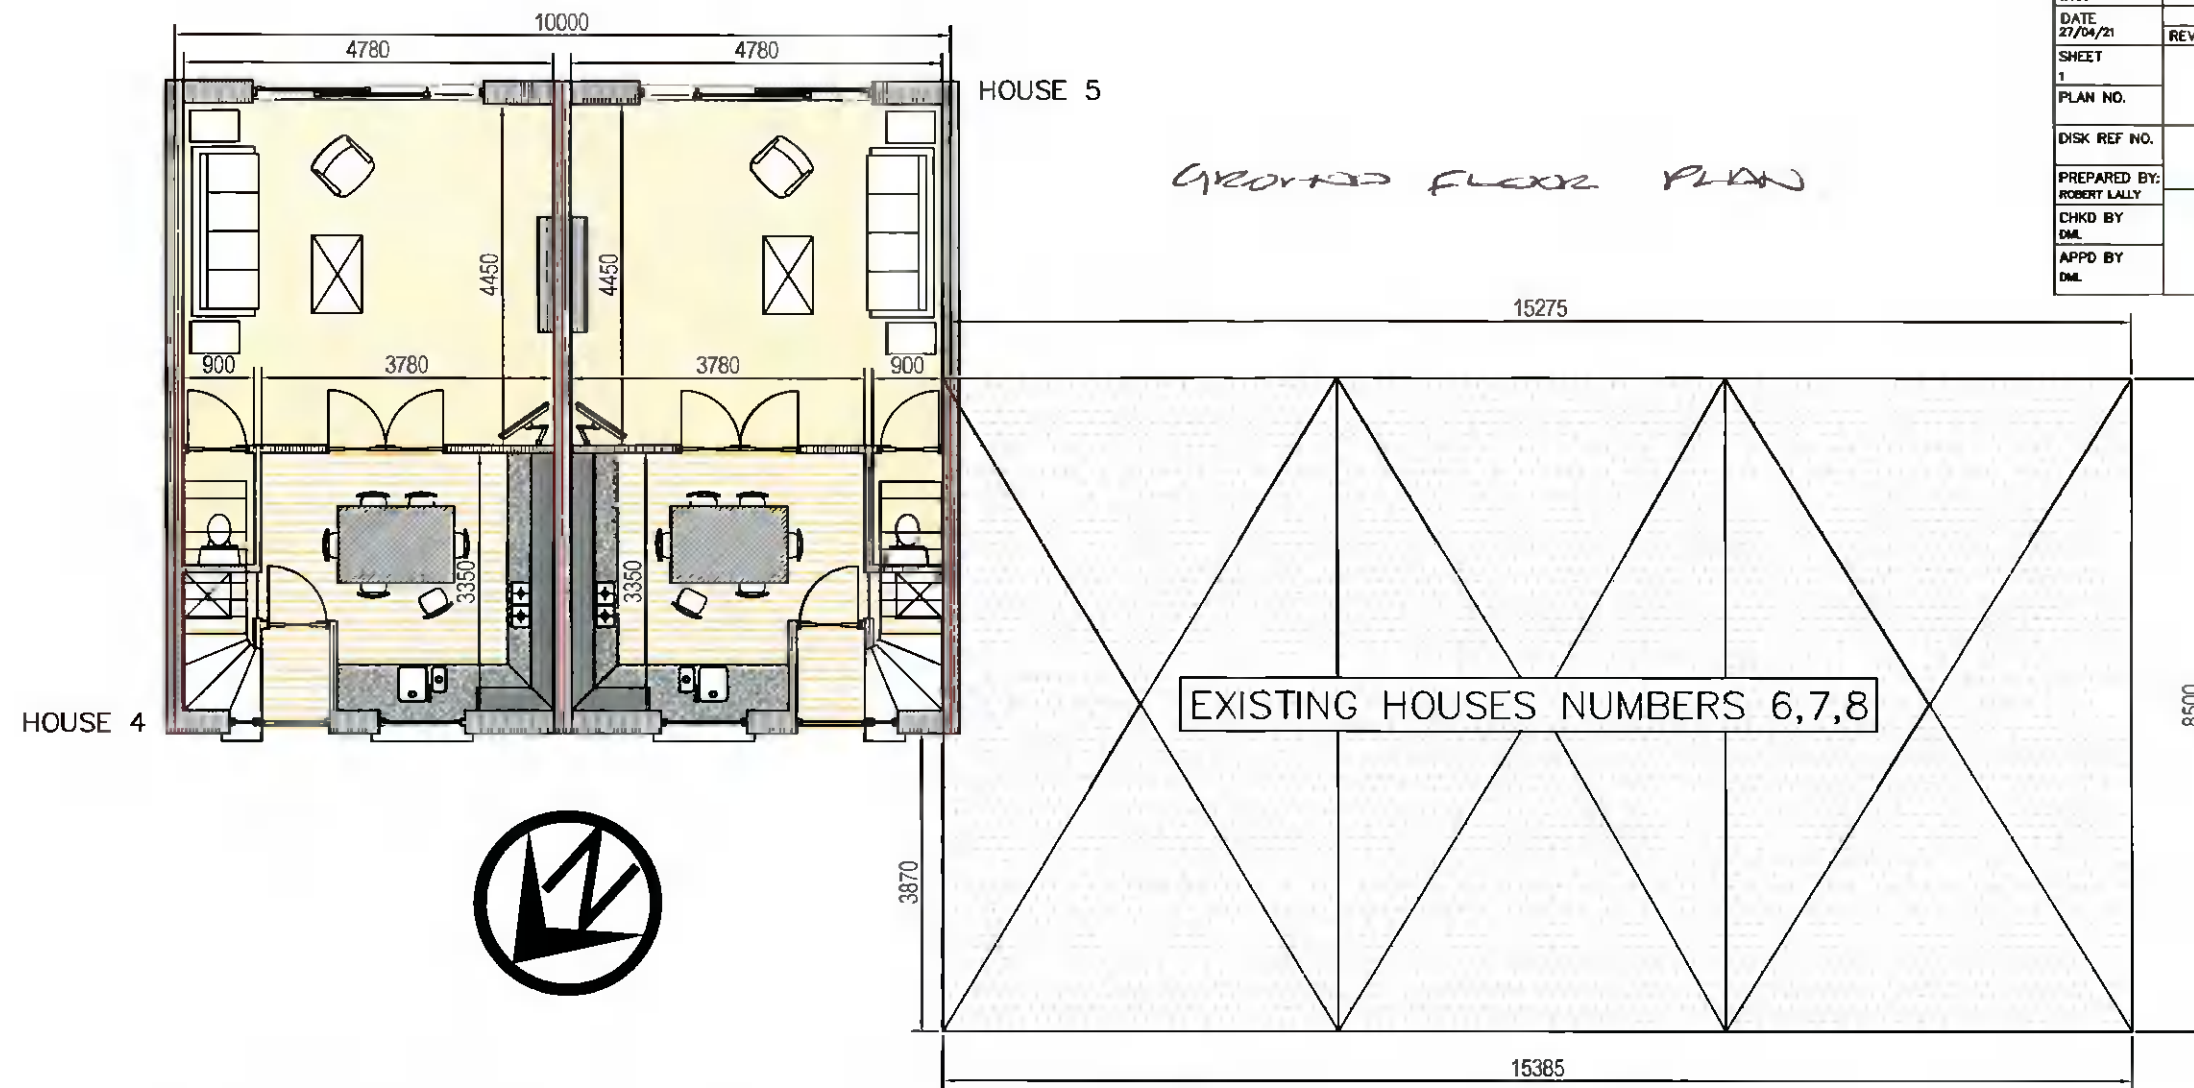 10000
4780
4780
HOUSE 5
DATE
27/04/21
REV
SHEET
1
PLAN NO.
DISK REF NO.
PREPARED BY:
ROBERT LALLY
CHKD BY
DML
APPD BY
DML
GROUND FLOOR PLAN
4450
4450
15275
900
3780
3780
900
3350
3350
HOUSE 4
EXISTING HOUSES NUMBERS 6,7,8
8500
N
3870
15385